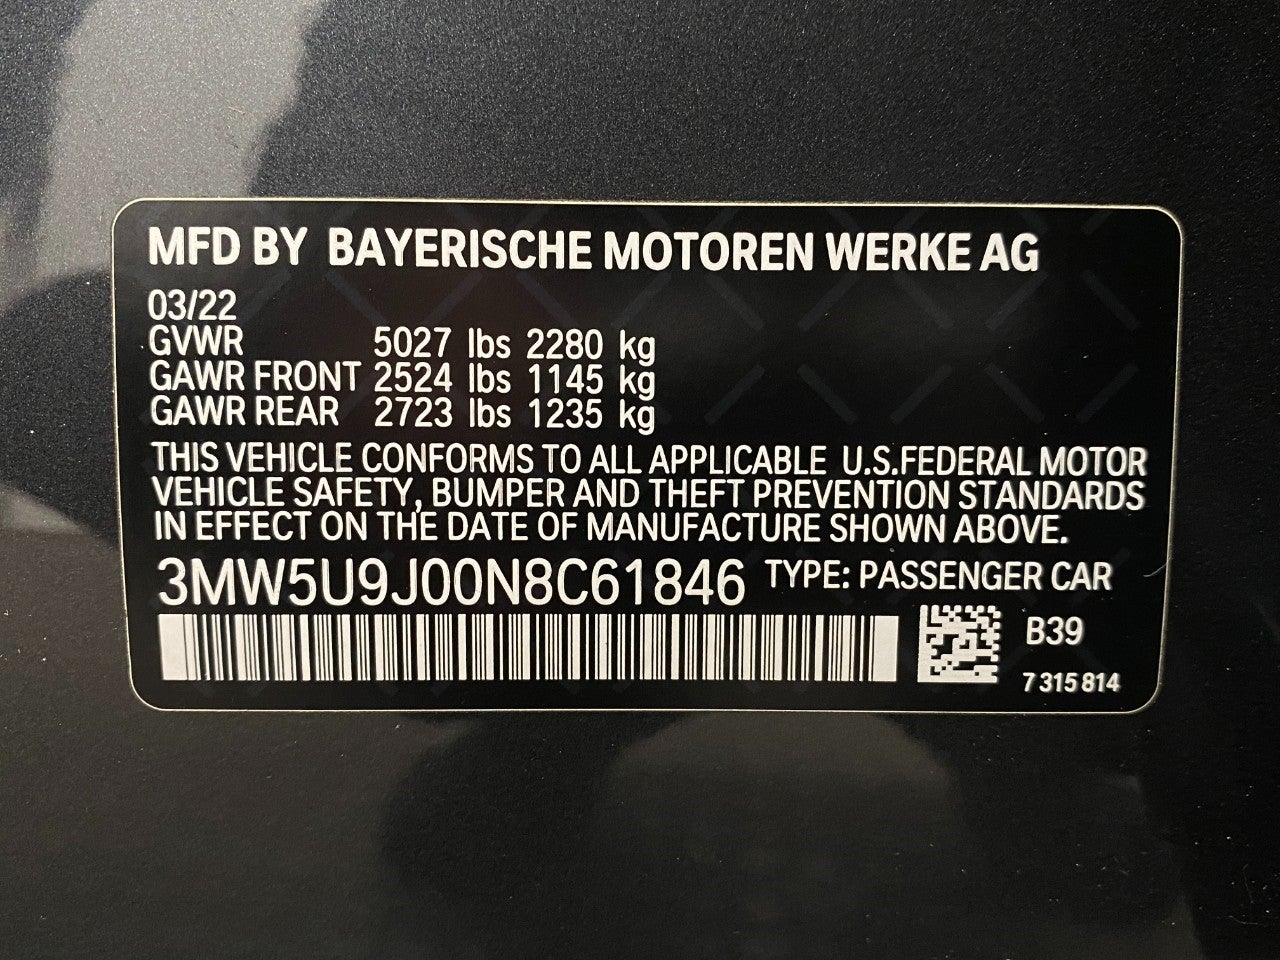 MFD BY BAYERISCHE MOTOREN WERKE AG
03/22
GVWR 5027 lbs 2280 kg
GAWR FRONT 2524 lbs 1145 kg
GAWR REAR 2723 lbs 1235 kg
THIS VEHICLE CONFORMS TO ALL APPLICABLE U.S.FEDERAL MOTOR
VEHICLE SAFETY, BUMPER AND THEFT PREVENTION STANDARDS
IN EFFECT ON THE DATE OF MANUFACTURE SHOWN ABOVE.
3MW5U9J00N8C61846 TYPE: PASSENGER CAR
B39
7 315 814